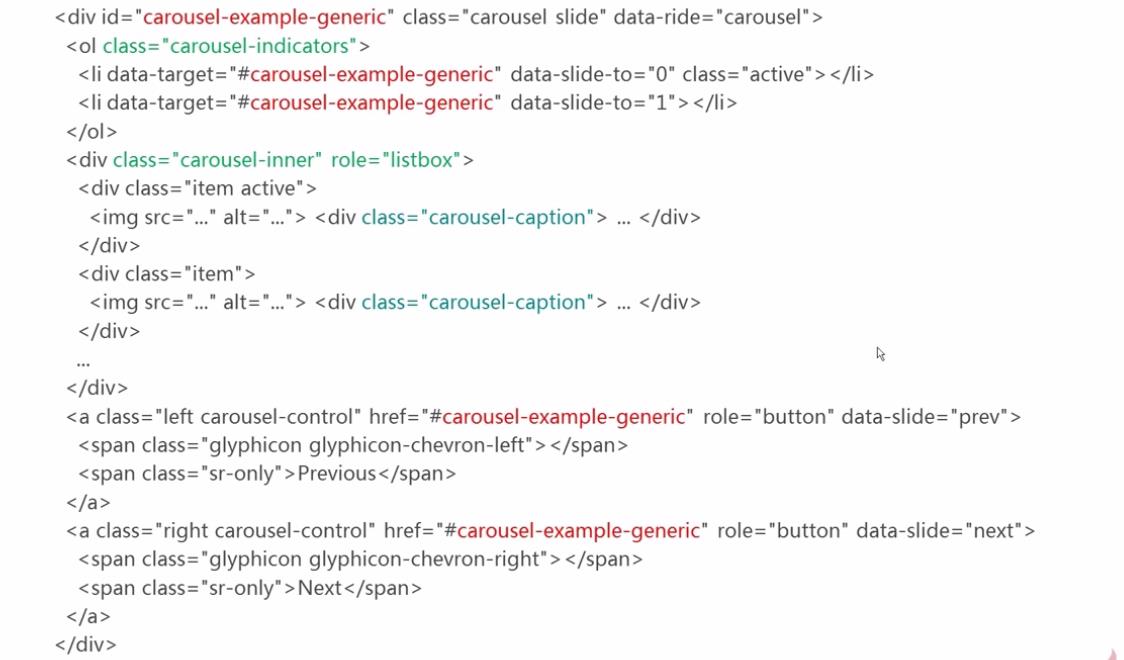 <div id="carousel-example-generic" class="carousel slide" data-ride="carousel">
<ol class="carousel-indicators">
<li data-target="#carousel-example-generic" data-slide-to="0" class="active"></li>
<li data-target="#carousel-example-generic" data-slide-to="1"></li>
</ol>
<div class="carousel-inner" role="listbox">
<div class="item active">
<img src="..." alt="..."> <div class="carousel-caption"> ... </div>
</div>
<div class="item">
<img src="..." alt="..."> <div class="carousel-caption"> ... </div>
</div>
...
</div>
<a class="left carousel-control" href="#carousel-example-generic" role="button" data-slide="prev">
<span class="glyphicon glyphicon-chevron-left"></span>
<span class="sr-only">Previous</span>
</a>
<a class="right carousel-control" href="#carousel-example-generic" role="button" data-slide="next">
<span class="glyphicon glyphicon-chevron-right"></span>
<span class="sr-only">Next</span>
</a>
</div>